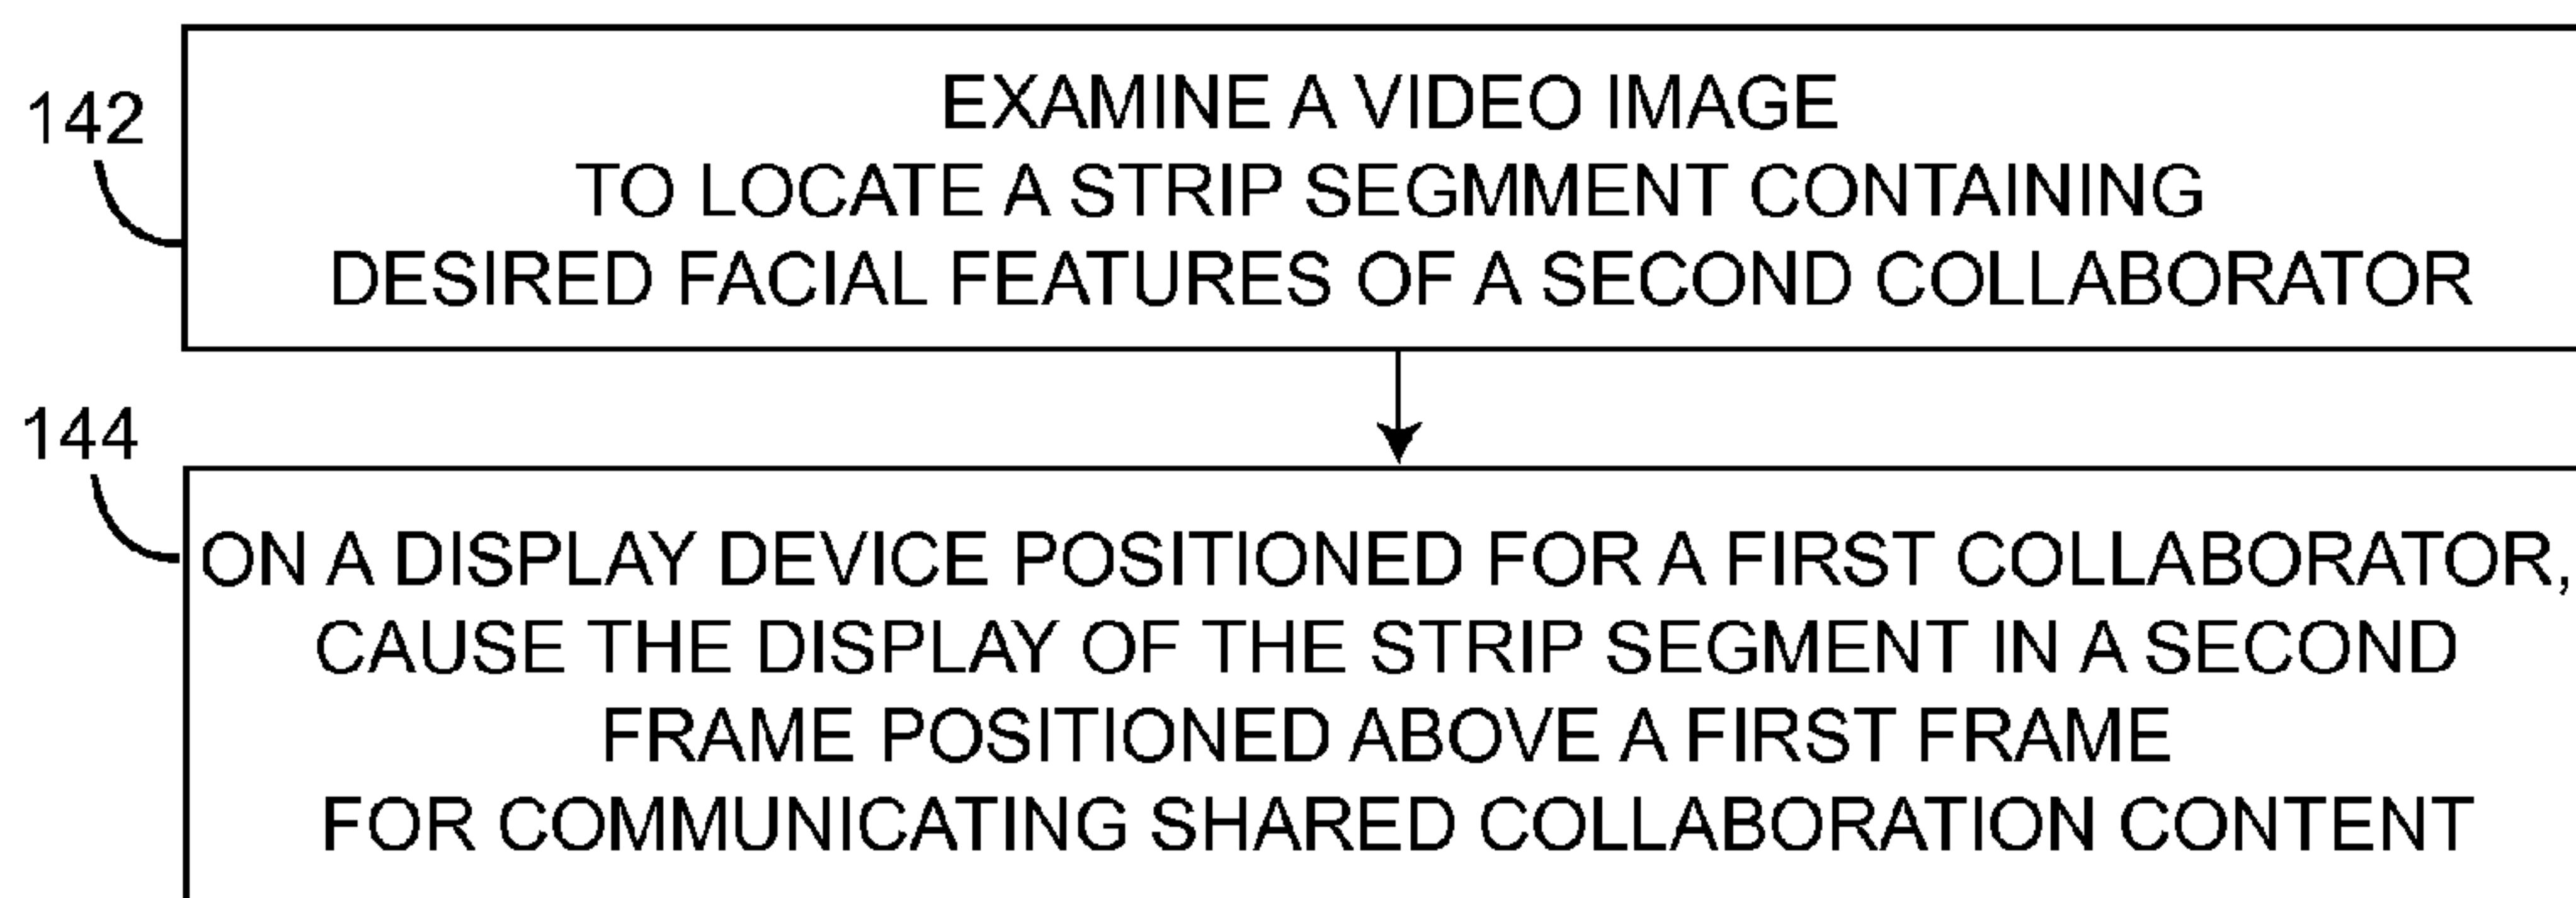 142
EXAMINE A VIDEO IMAGE
TO LOCATE A STRIP SEGMMENT CONTAINING
DESIRED FACIAL FEATURES OF A SECOND COLLABORATOR
144
ON A DISPLAY DEVICE POSITIONED FOR A FIRST COLLABORATOR,
CAUSE THE DISPLAY OF THE STRIP SEGMENT IN A SECOND
FRAME POSITIONED ABOVE A FIRST FRAME
FOR COMMUNICATING SHARED COLLABORATION CONTENT